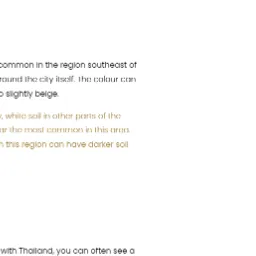 common in the region southeast of
round the city itself. The colour can
o slightly beige.
, white soil in other parts of the
ar the most common in this area.
n this region can have darker soil
with Thailand, you can often see a